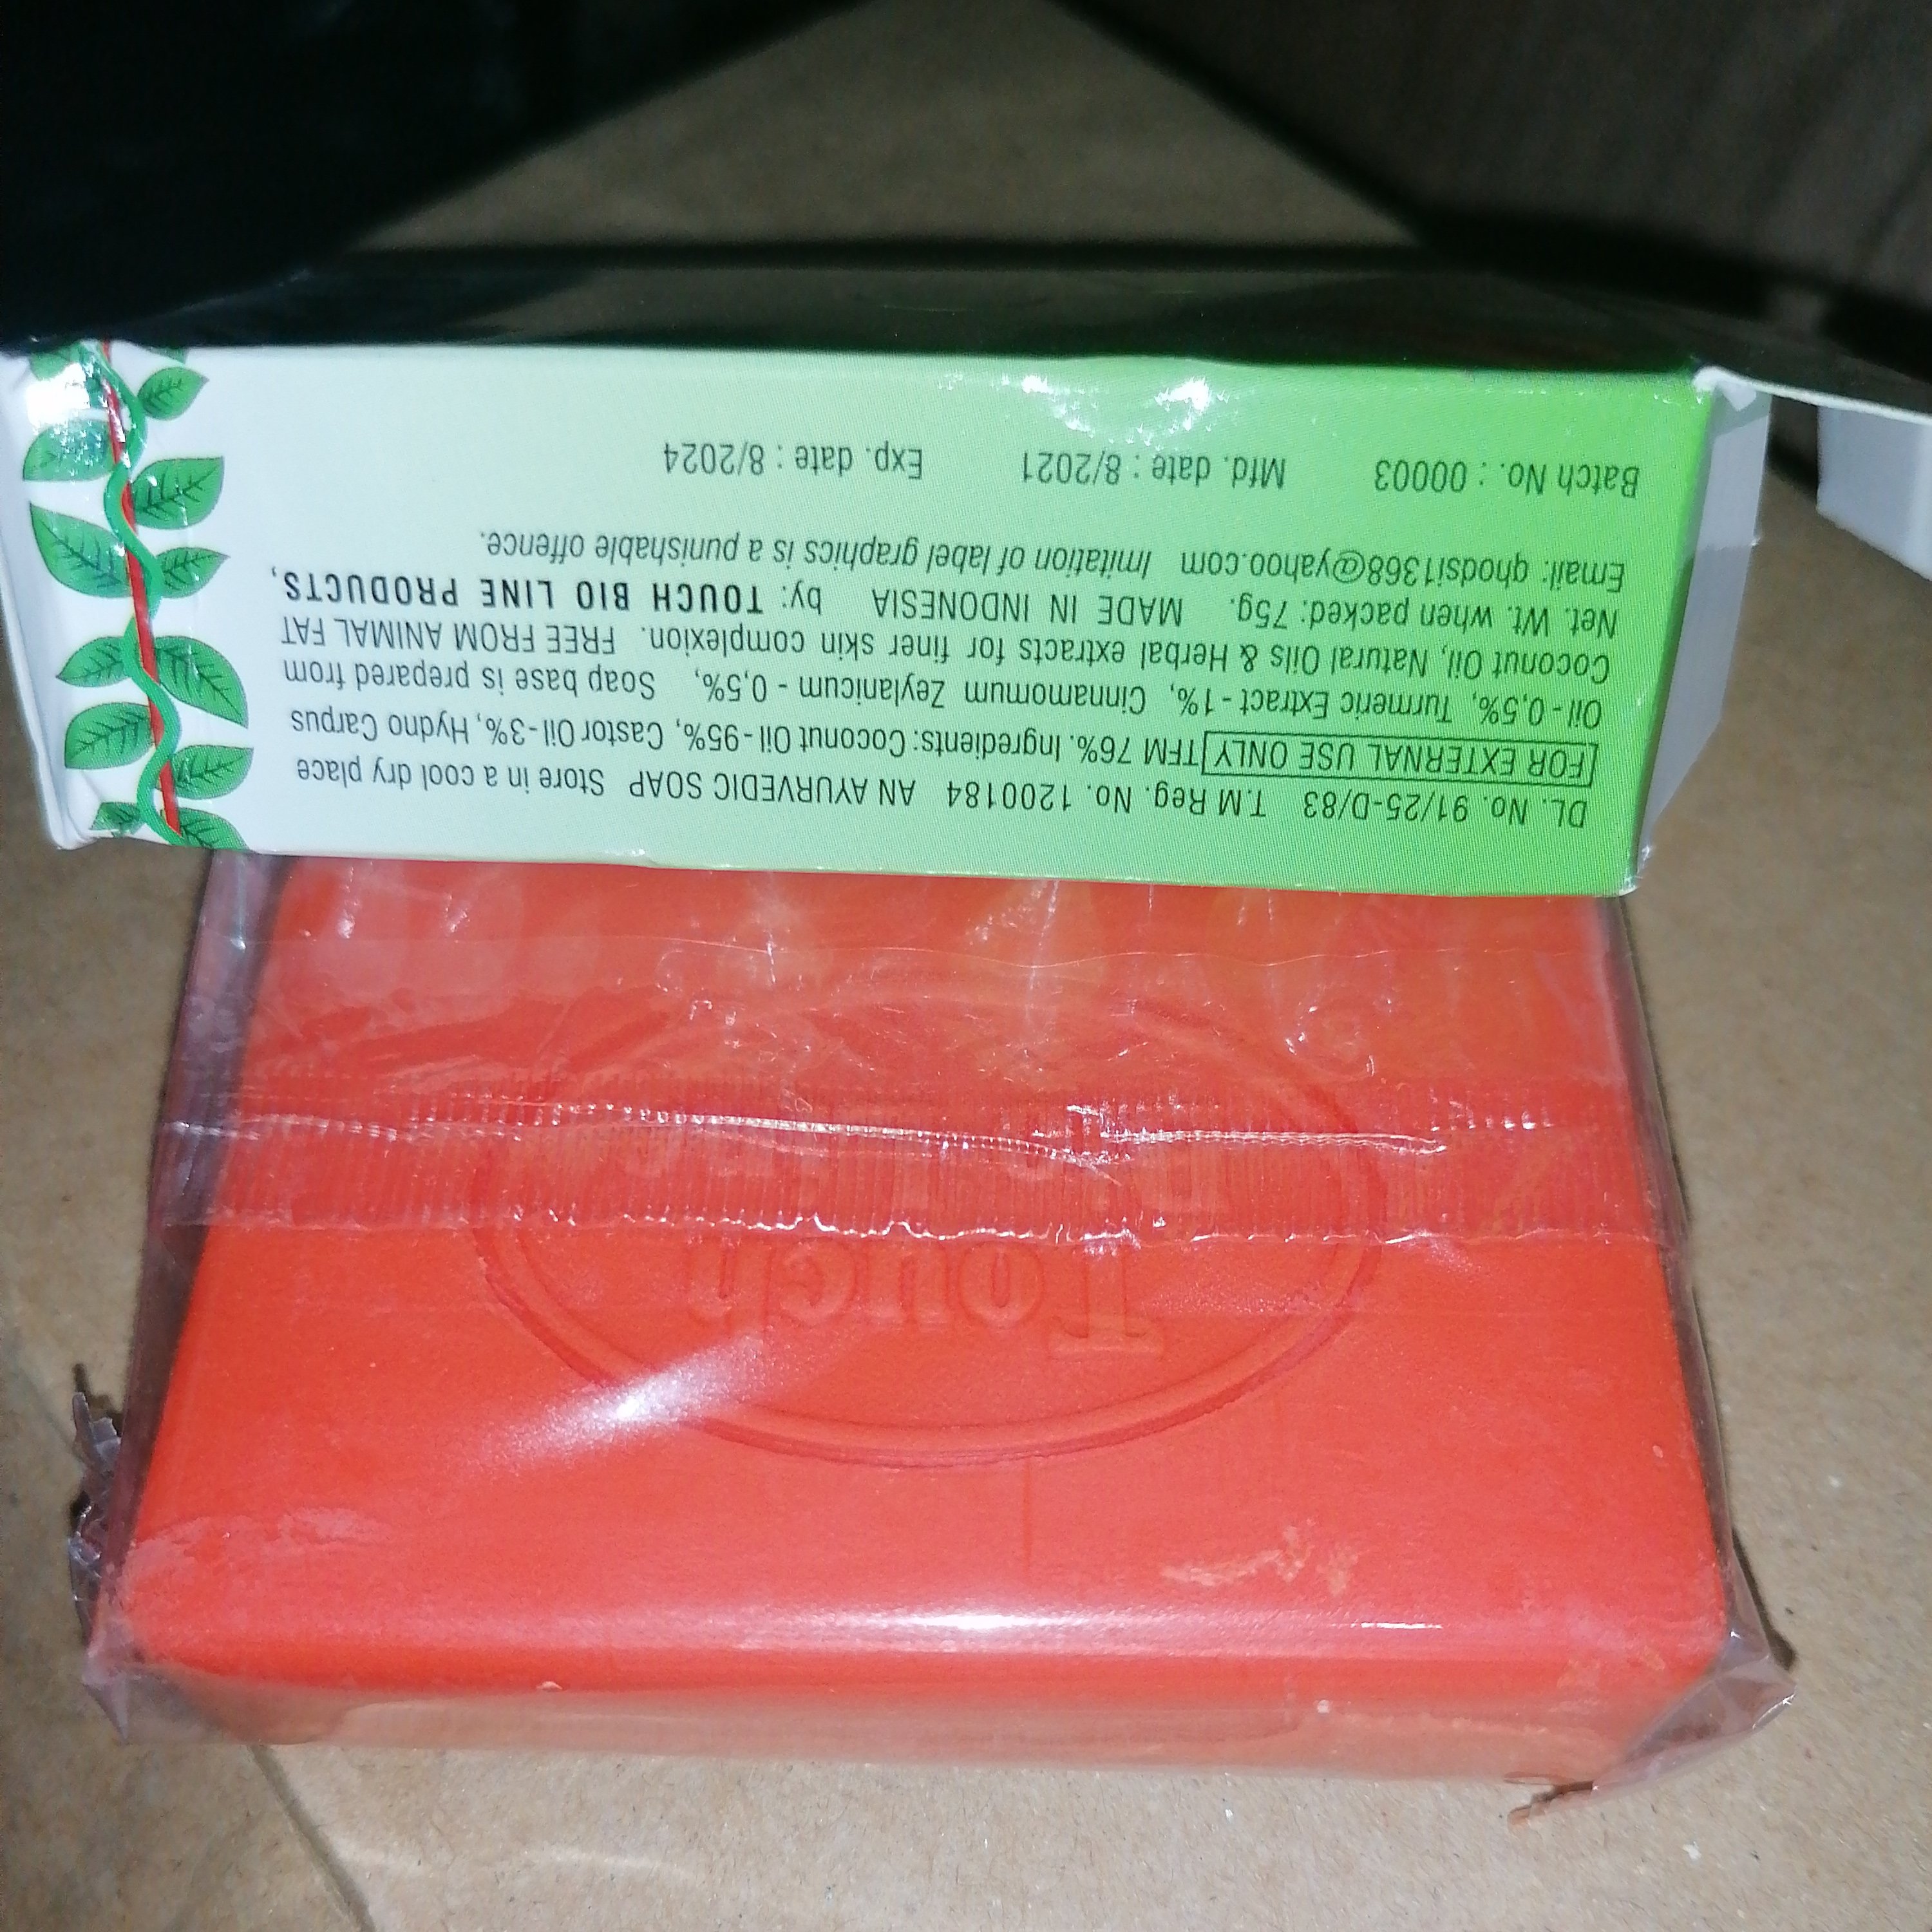 DL. No. 91/25-D/83 T.M Reg. No. 1200184 AN AYURVEDIC SOAP Store in a cool dry place
FOR EXTERNAL USE ONLY TFM 76%. Ingredients: Coconut Oil - 95%, Castor Oil - 3%, Hydno Carpus
Oil - 0,5%, Turmeric Extract - 1%, Cinnamomum Zeylanicum - 0,5%, Soap base is prepared from
Coconut Oil, Natural Oils & Herbal extracts for finer skin complexion. FREE FROM ANIMAL FAT
Net. Wt. when packed: 75g. MADE IN INDONESIA by: TOUCH BIO LINE PRODUCTS,
Email: qhodsi1368@yahoo.com Imitation of label graphics is a punishable offence.
Batch No. : 00003 Mfd. date : 8/2021 Exp. date : 8/2024
Touch